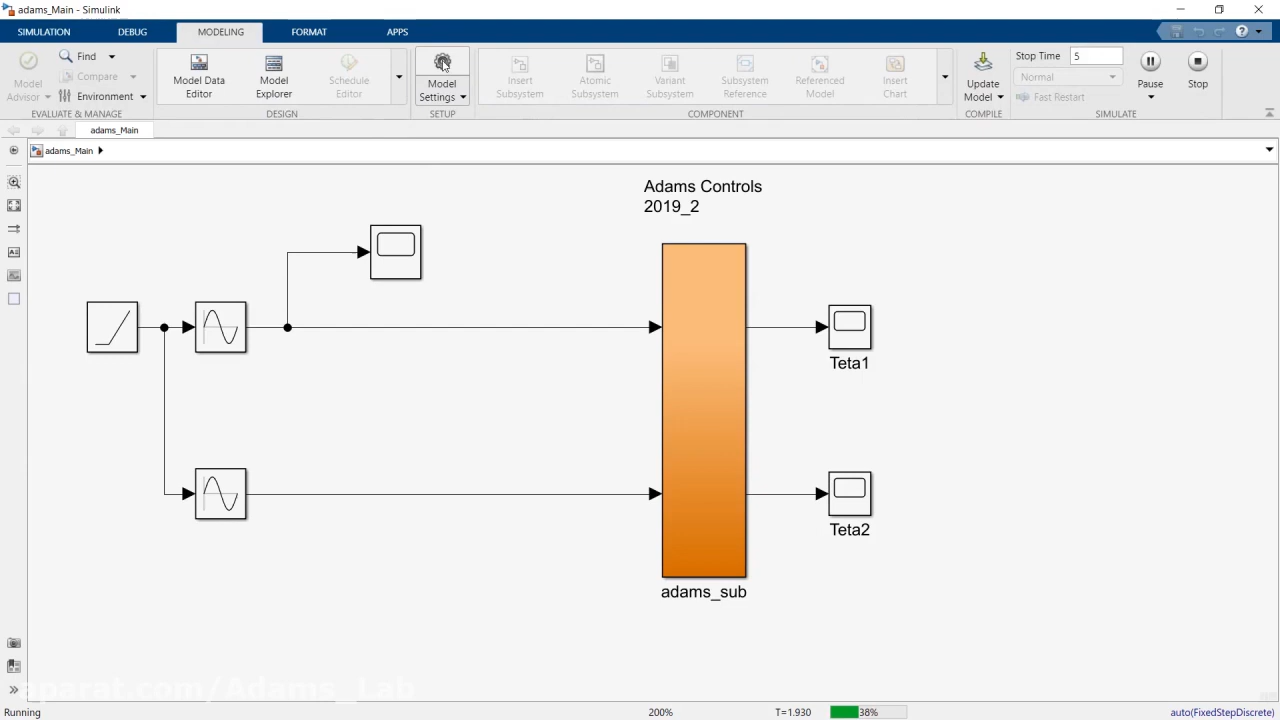 adams_Main - Simulink
SIMULATION DEBUG MODELING FORMAT APPS
Model Advisor
Find
Compare
Environment
EVALUATE & MANAGE
Model Data Editor
Model Explorer
Schedule Editor
DESIGN
Model Settings
SETUP
Insert Subsystem
Atomic Subsystem
Variant Subsystem
Subsystem Reference
Referenced Model
Insert Chart
COMPONENT
Update Model
COMPILE
Stop Time 5
Normal
Fast Restart
Pause
Stop
SIMULATE
adams_Main
adams_Main
Adams Controls
2019_2
Teta1
Teta2
adams_sub
aparat.com/Adams_Lab
Running 200% T=1.930 38% auto(FixedStepDiscrete)